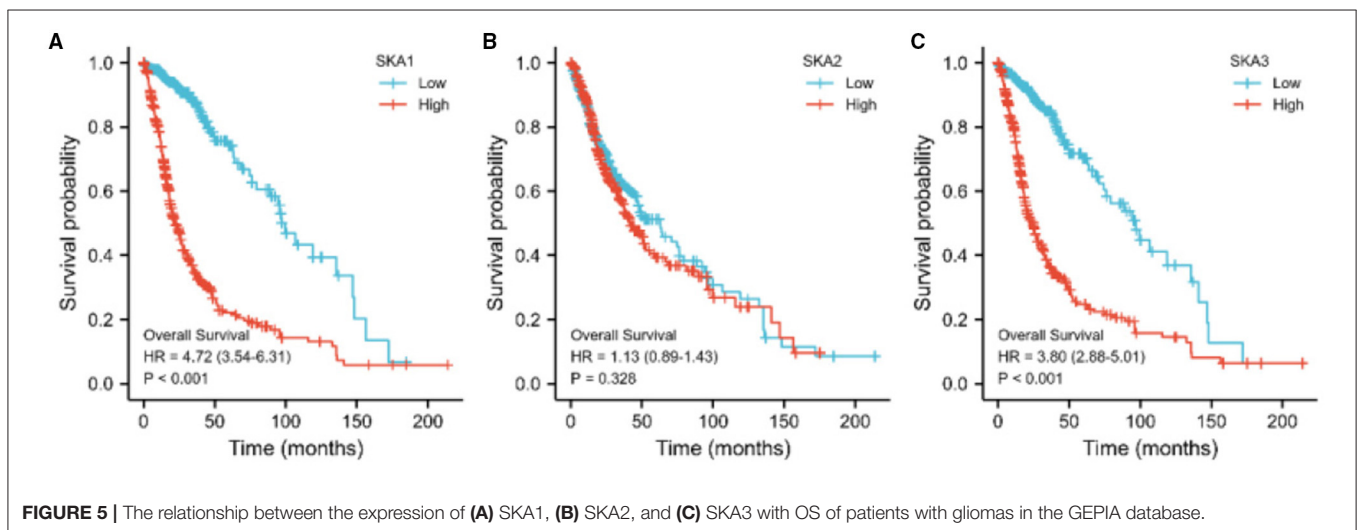 A
SKA1
Low
High
Survival probability
1.0
0.8
0.6
0.4
0.2
0.0
Overall Survival
HR = 4.72 (3.54-6.31)
P < 0.001
0 50 100 150 200
Time (months)
B
SKA2
Low
High
Survival probability
1.0
0.8
0.6
0.4
0.2
0.0
Overall Survival
HR = 1.13 (0.89-1.43)
P = 0.328
0 50 100 150 200
Time (months)
C
SKA3
Low
High
Survival probability
1.0
0.8
0.6
0.4
0.2
0.0
Overall Survival
HR = 3.80 (2.88-5.01)
P < 0.001
0 50 100 150 200
Time (months)
FIGURE 5 | The relationship between the expression of (A) SKA1, (B) SKA2, and (C) SKA3 with OS of patients with gliomas in the GEPIA database.